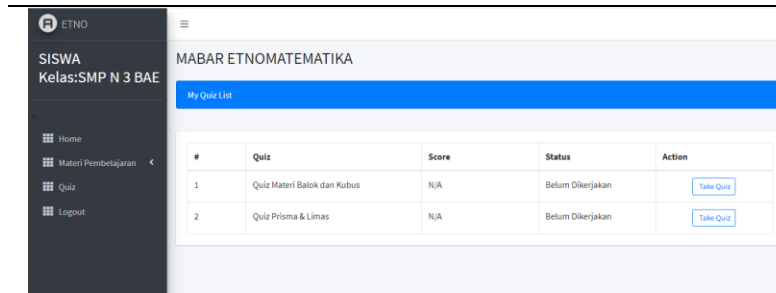 ETNO
SISWA
Kelas:SMP N 3 BAE
Home
Materi Pembelajaran
Quiz
Logout
MABAR ETNOMATEMATIKA
My Quiz List
# Quiz Score Status Action
1 Quiz Materi Balok dan Kubus N/A Belum Dikerjakan Take Quiz
2 Quiz Prisma & Limas N/A Belum Dikerjakan Take Quiz